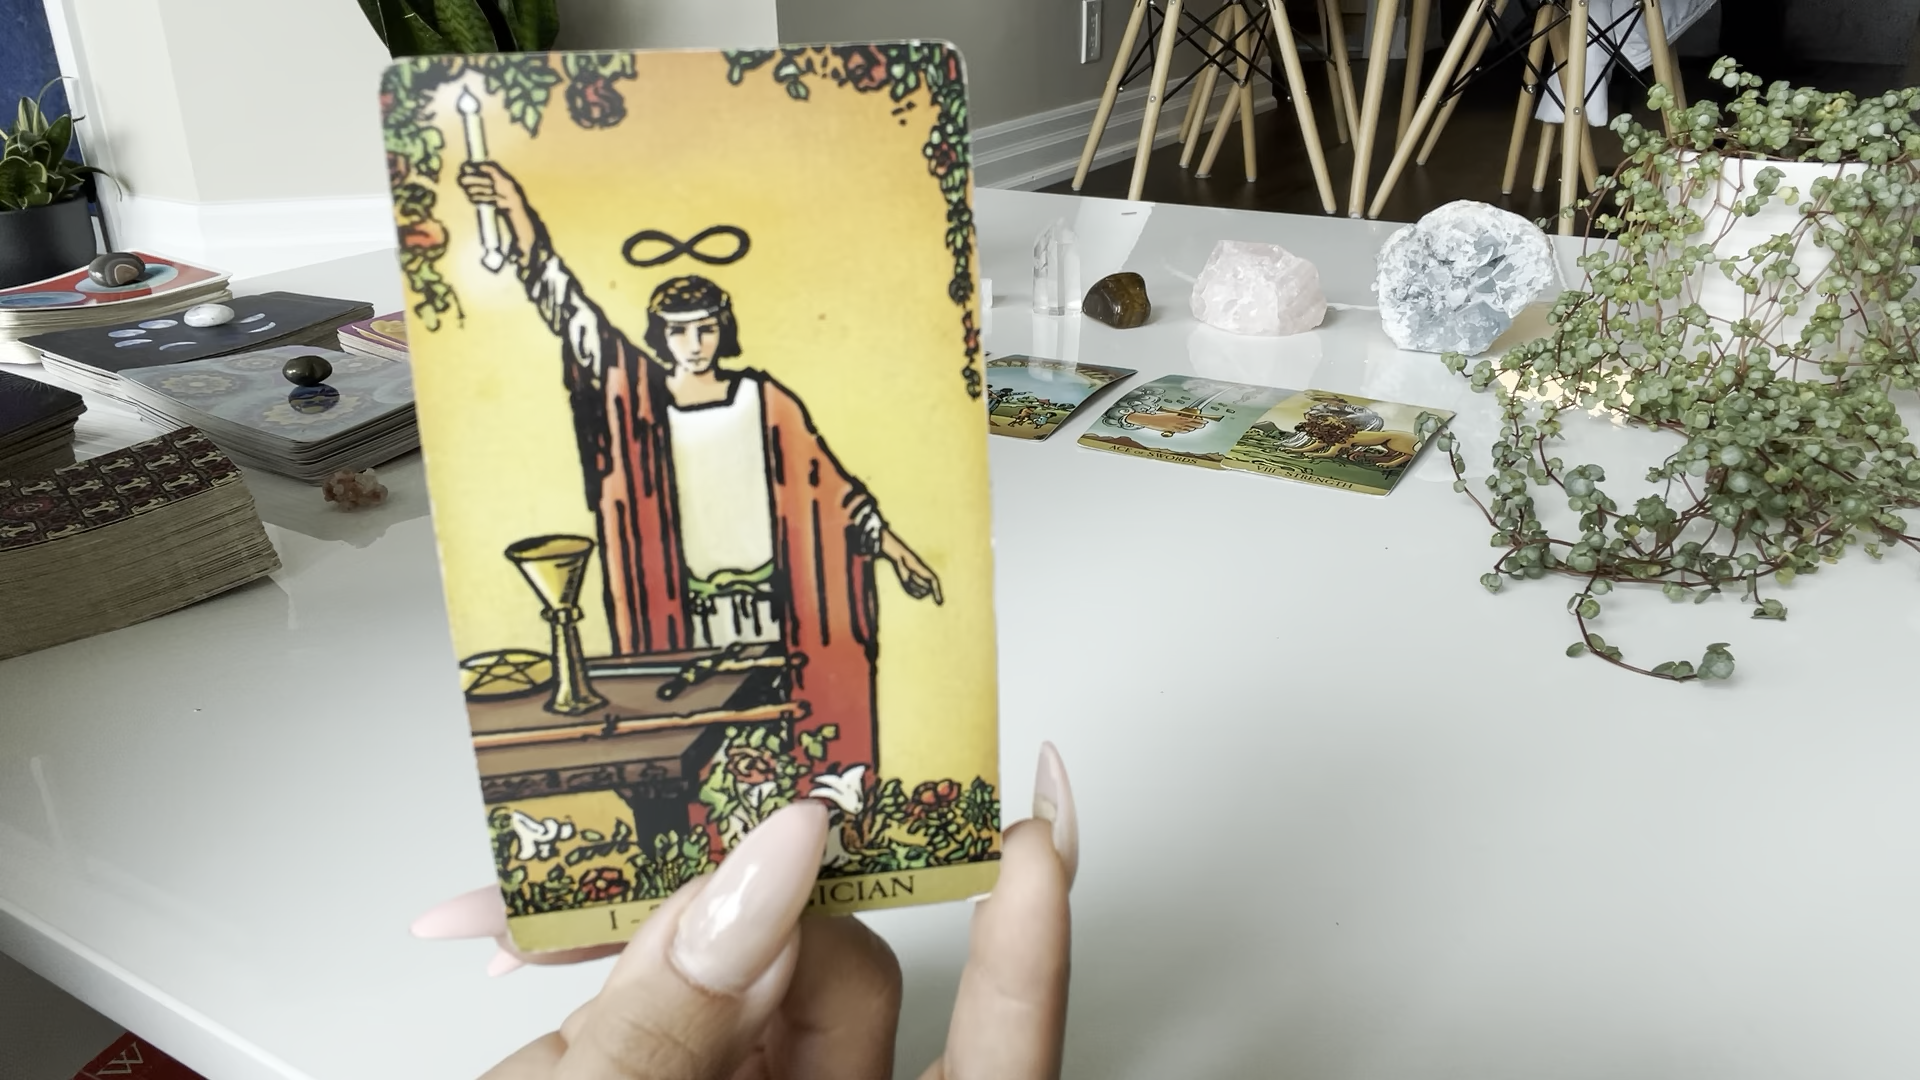 ACE OF SWORDS
VIII - STRENGTH
I - ICIAN
W